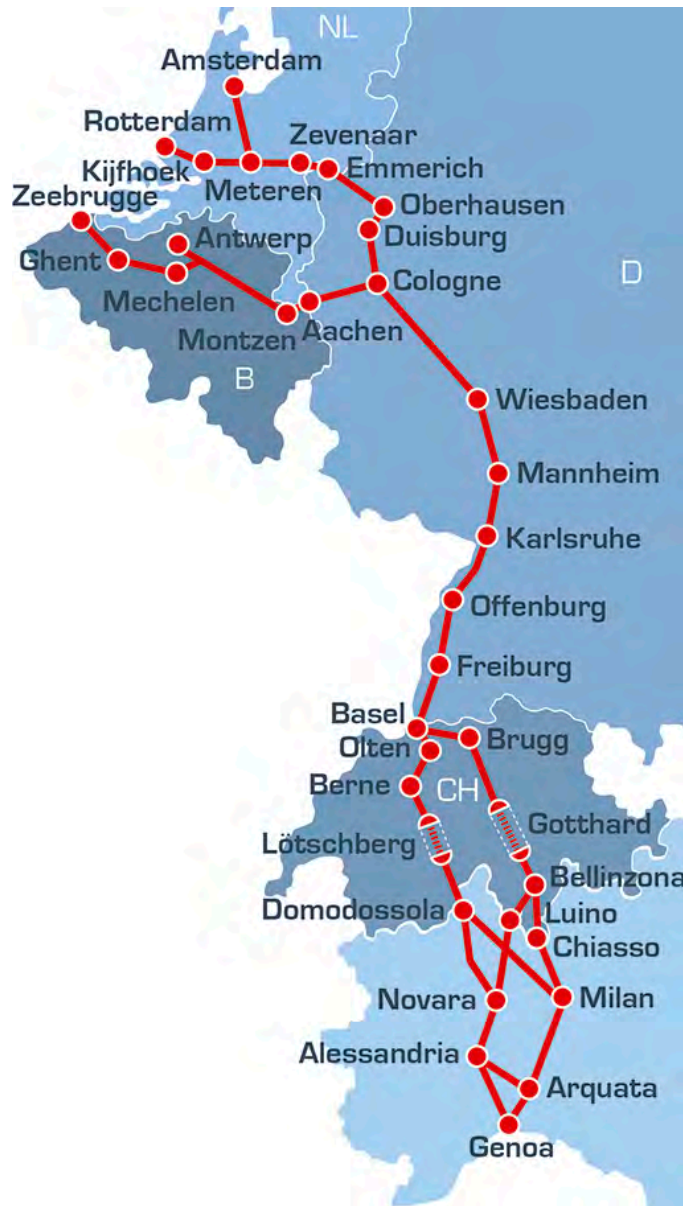 NL
Amsterdam
Rotterdam
Zevenaar
Kijfhoek
Emmerich
Meteren
Zeebrugge
Oberhausen
Antwerp
Duisburg
Ghent
Mechelen
Cologne
D
Montzen
Aachen
B
Wiesbaden
Mannheim
Karlsruhe
Offenburg
Freiburg
Basel
Olten
Brugg
Berne
CH
Gotthard
Lötschberg
Bellinzona
Domodossola
Luino
Chiasso
Novara
Milan
Alessandria
Arquata
Genoa